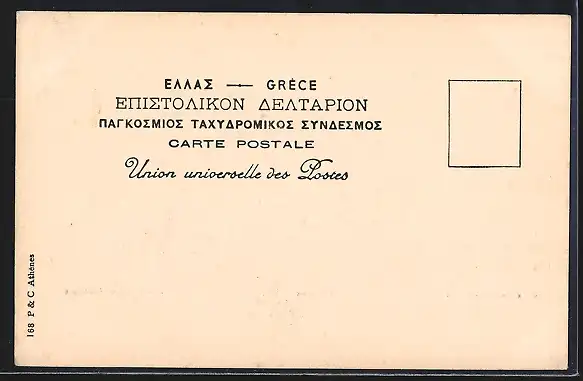 ΕΛΛΑΣ — GRÈCE
ΕΠΙΣΤΟΛΙΚΟΝ ΔΕΛΤΑΡΙΟΝ
ΠΑΓΚΟΣΜΙΟΣ ΤΑΧΥΔΡΟΜΙΚΟΣ ΣΥΝΔΕΣΜΟΣ
CARTE POSTALE
Union universelle des Postes
168 P & C Athènes